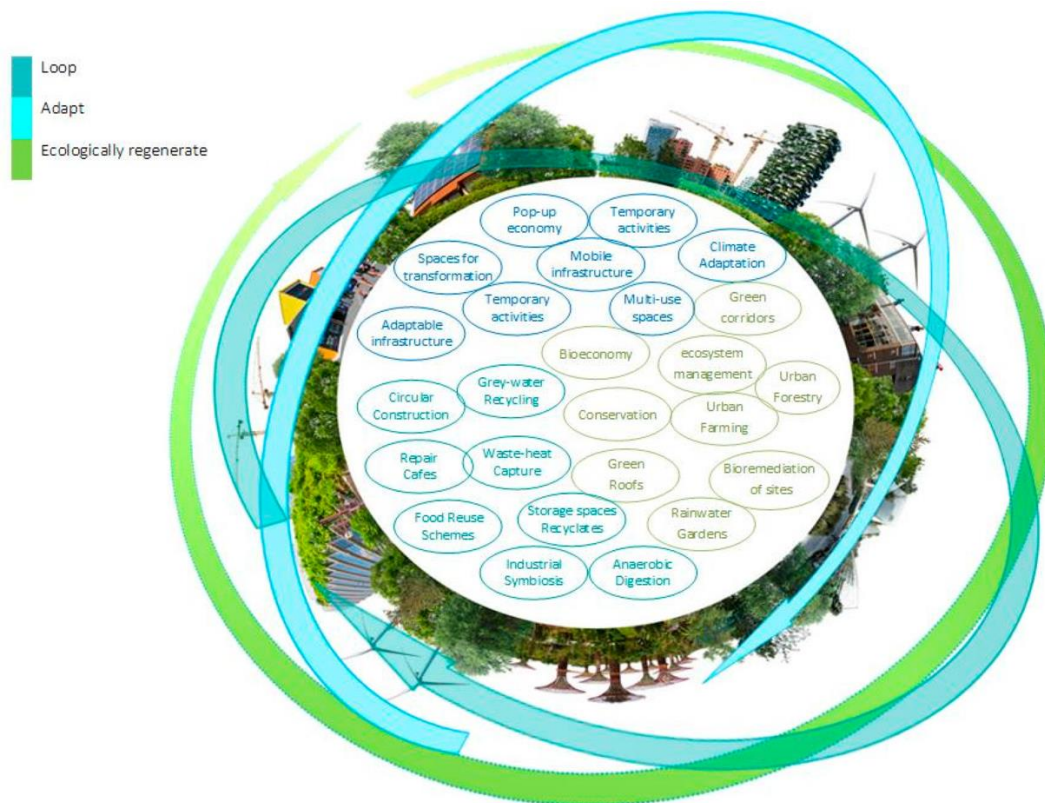 Loop
Adapt
Ecologically regenerate
Pop-up
economy
Temporary
activities
Spaces for
transformation
Mobile
infrastructure
Climate
Adaptation
Temporary
activities
Multi-use
spaces
Green
corridors
Adaptable
infrastructure
Bioeconomy
ecosystem
management
Urban
Forestry
Circular
Construction
Grey-water
Recycling
Conservation
Urban
Farming
Repair
Cafes
Waste-heat
Capture
Green
Roofs
Bioremediation
of sites
Food Reuse
Schemes
Storage spaces
Recyclates
Rainwater
Gardens
Industrial
Symbiosis
Anaerobic
Digestion